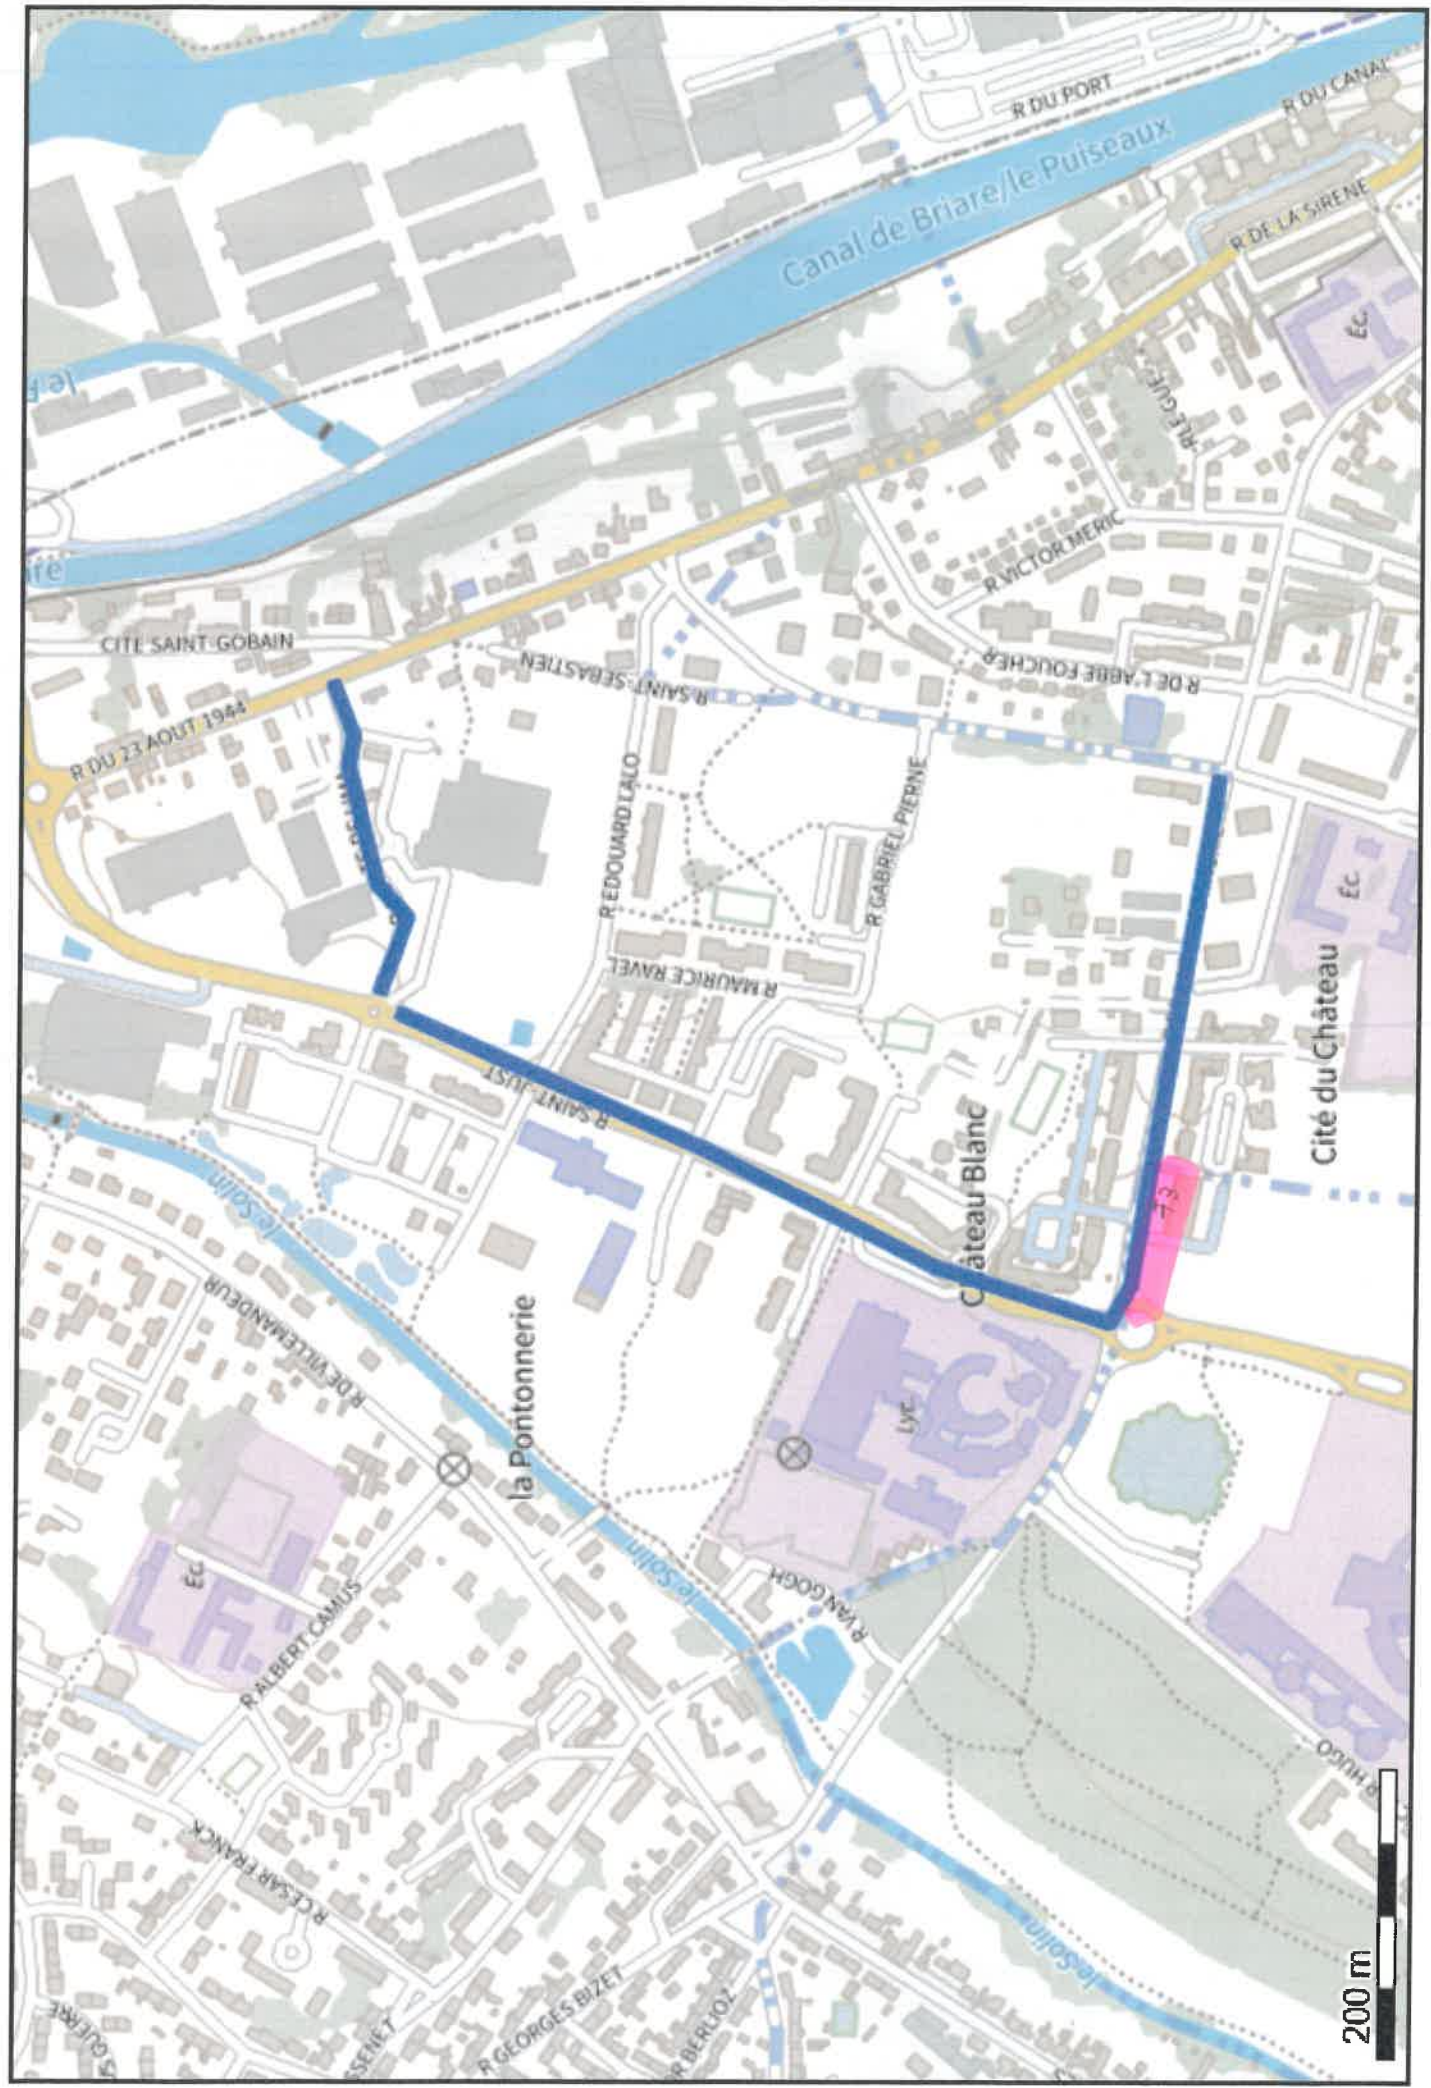 R DU PORT
R DU CANAL
Canal de Briare/le Puiseaux
R DE LA SIRENE
Éc.
CITE SAINT-GOBAIN
R DU 23 AOUT 1944
R SAINT-SEBASTIEN
R VICTOR MERIC
R DE L'ABBE FOUCHER
R EDOUARD LALO
R GABRIEL PIERNE
R MAURICE RAVEL
Éc.
Cité du Château
R SAINT-JUST
Château Blanc
le Solin
R DE VILLEMANDEUR
la Pontonnerie
Lyc.
Éc.
R ALBERT CAMUS
le Solin
R VAN GOGH
R HUGO
R CESAR FRANCK
R GEORGES BIZET
R BERLIOZ
le Solin
200 m